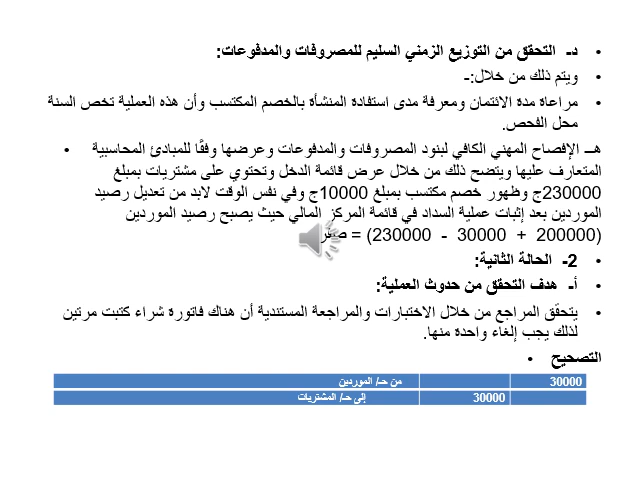 • د- التحقق من التوزيع الزمني السليم للمصروفات والمدفوعات:
• ويتم ذلك من خلال:-
• مراعاة مدة الائتمان ومعرفة مدى استفادة المنشأة بالخصم المكتسب وأن هذه العملية تخص السنة
محل الفحص.
• هـ- الإفصاح المهني الكافي لبنود المصروفات والمدفوعات وعرضها وفقًا للمبادئ المحاسبية
المتعارف عليها ويتضح ذلك من خلال عرض قائمة الدخل وتحتوي على مشتريات بمبلغ
230000ج وظهور خصم مكتسب بمبلغ 10000ج وفي نفس الوقت لابد من تعديل رصيد
الموردين بعد إثبات عملية السداد في قائمة المركز المالي حيث يصبح رصيد الموردين
(200000 + 30000 - 230000) = صفر
• 2- الحالة الثانية:
• أ- هدف التحقق من حدوث العملية:
• يتحقق المراجع من خلال الاختبارات والمراجعة المستندية أن هناك فاتورة شراء كتبت مرتين
لذلك يجب إلغاء واحدة منها.
• التصحيح
30000 من حـ/ الموردين
30000 إلى حـ/ المشتريات